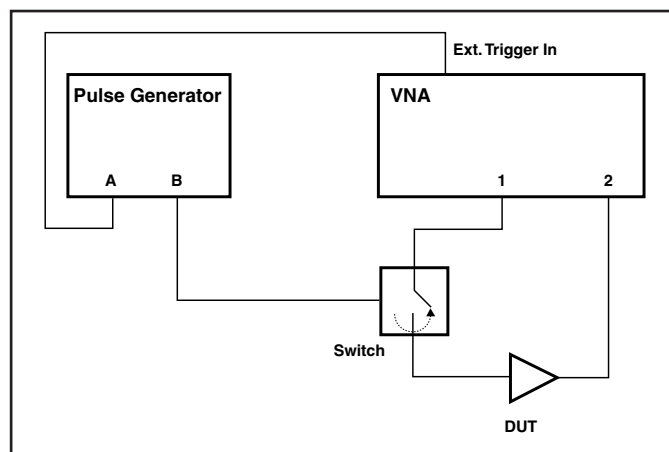 Ext. Trigger In
Pulse Generator
VNA
A
B
1
2
Switch
DUT